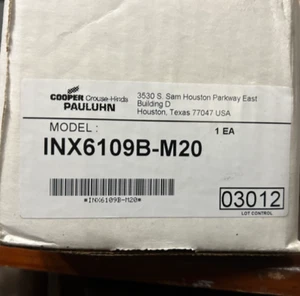 COOPER Crouse-Hinds
PAULUHN
3530 S. Sam Houston Parkway East
Building D
Houston, Texas 77047 USA
MODEL :
1 EA
INX6109B-M20
*INX6109B-M20*
03012
LOT CONTROL